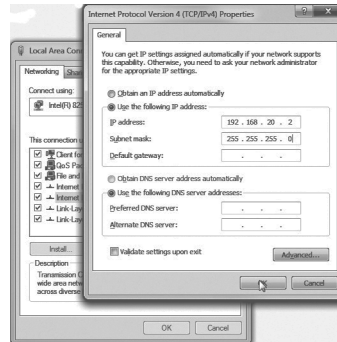 Internet Protocol Version 4 (TCP/IPv4) Properties
General
You can get IP settings assigned automatically if your network supports
this capability. Otherwise, you need to ask your network administrator
for the appropriate IP settings.
Obtain an IP address automatically
Use the following IP address:
IP address: 192 . 168 . 20 . 2
Subnet mask: 255 . 255 . 255 . 0
Default gateway: . . .
Obtain DNS server address automatically
Use the following DNS server addresses:
Preferred DNS server: . . .
Alternate DNS server: . . .
Validate settings upon exit
Advanced...
OK
Cancel
Local Area Con
Networking
Connect using:
Intel(R) 825
This connection u
Client for
QoS Pac
File and
Internet
Internet
Link-Lay
Link-Lay
Install...
Description
Transmission C
wide area netw
across diverse
OK
Cancel